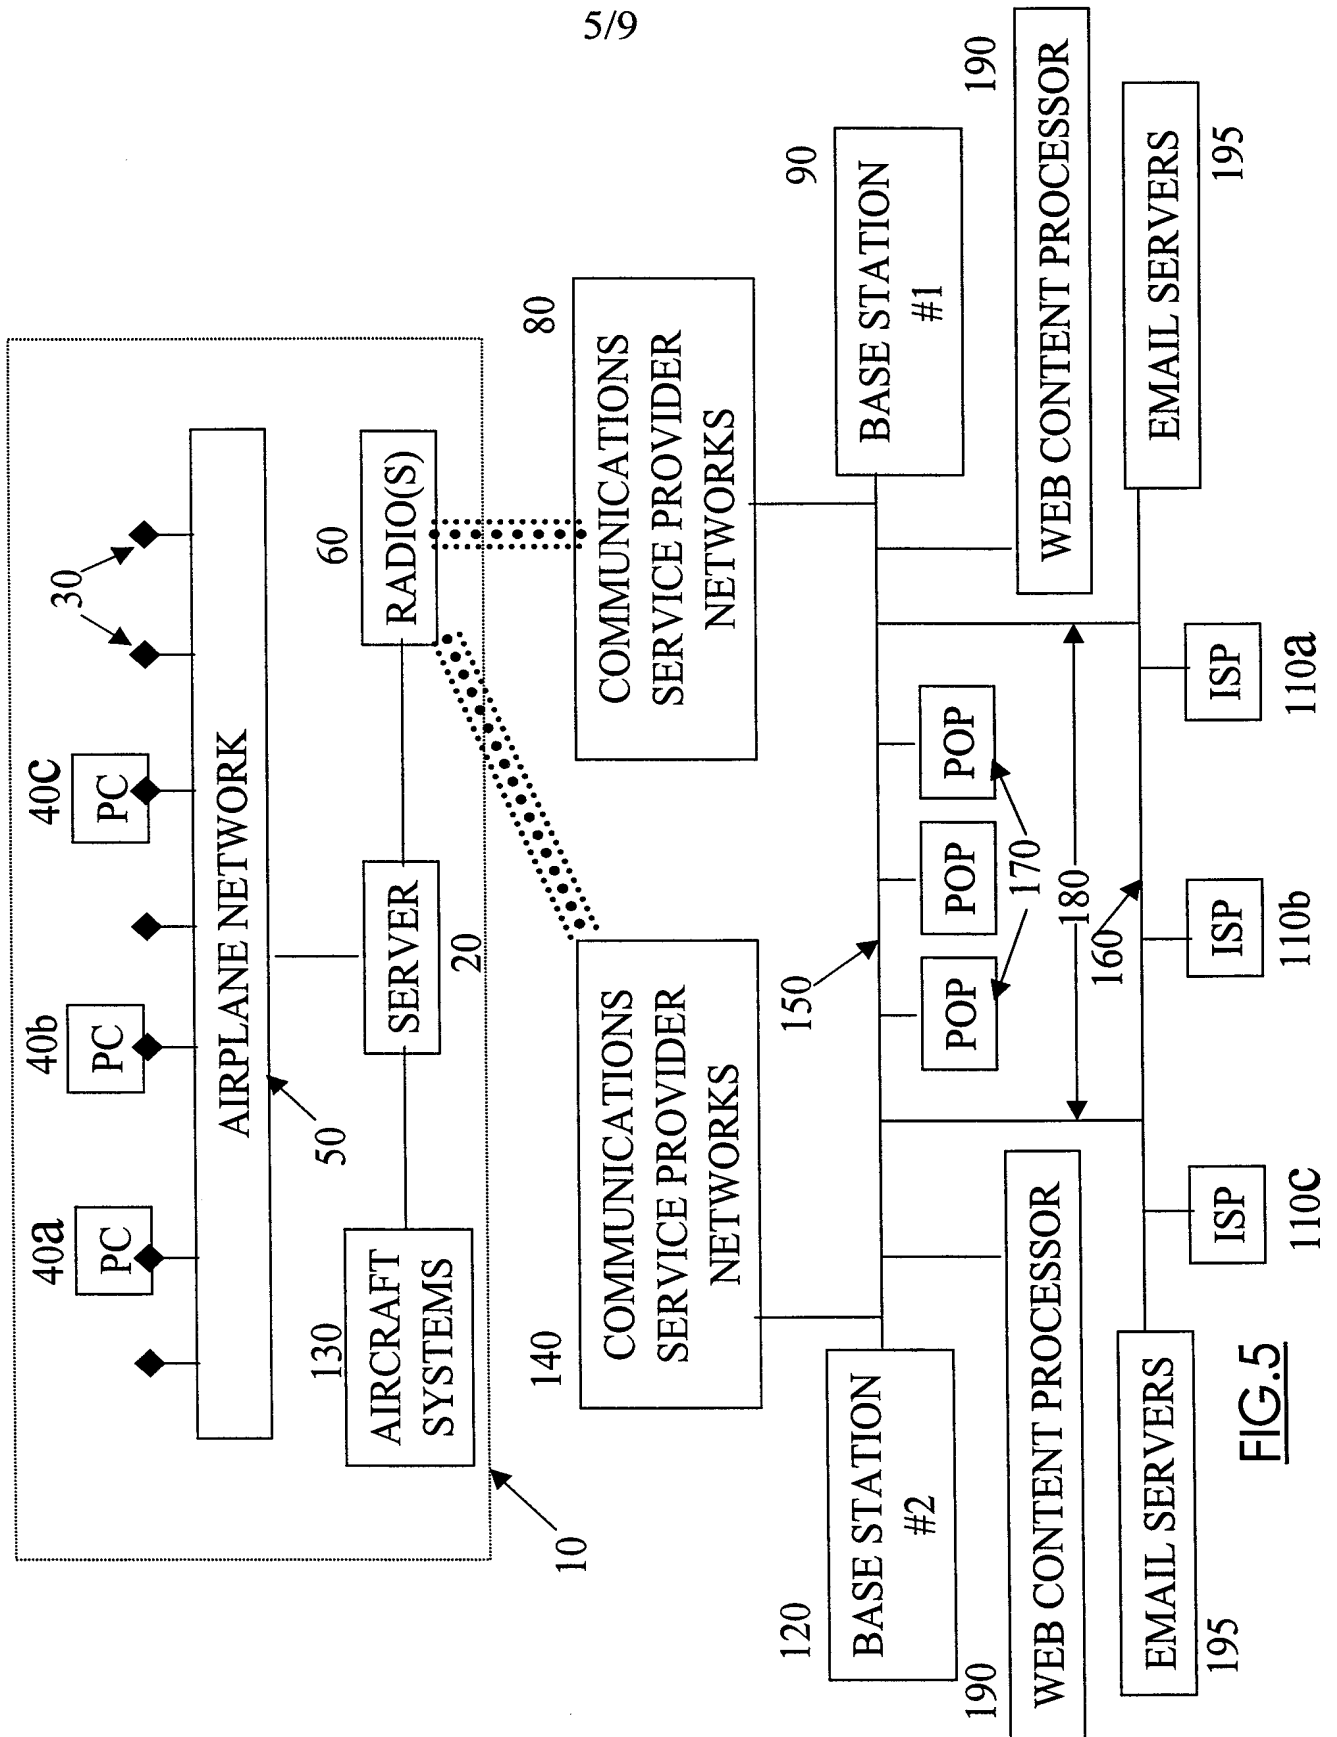 5/9
40a
40b
40c
30
PC
PC
PC
AIRPLANE NETWORK
50
130
20
60
AIRCRAFT
SYSTEMS
SERVER
RADIO(S)
10
140
80
COMMUNICATIONS
SERVICE PROVIDER
NETWORKS
COMMUNICATIONS
SERVICE PROVIDER
NETWORKS
120
150
90
BASE STATION
#2
BASE STATION
#1
POP
POP
POP
170
190
190
WEB CONTENT PROCESSOR
WEB CONTENT PROCESSOR
180
160
EMAIL SERVERS
EMAIL SERVERS
195
195
ISP
ISP
ISP
110c
110b
110a
FIG.5